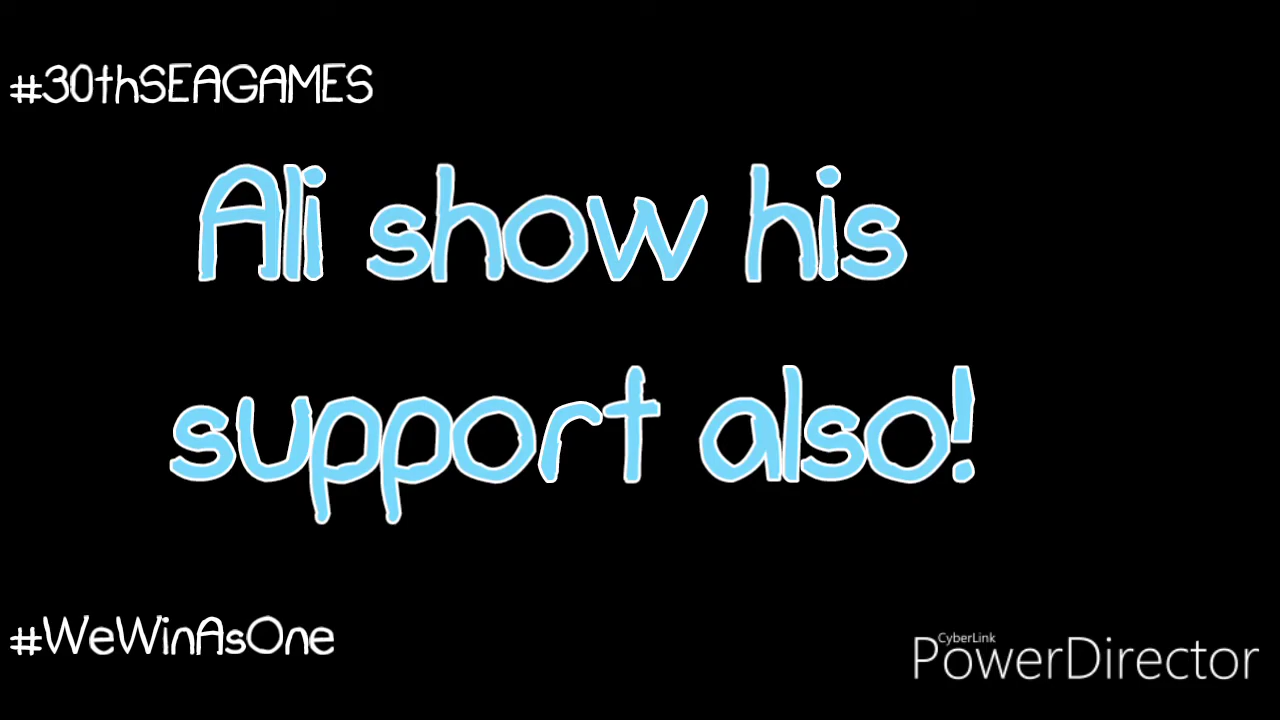 #30thSEAGAMES
Ali show his
support also!
#WeWinAsOne
CyberLink
PowerDirector